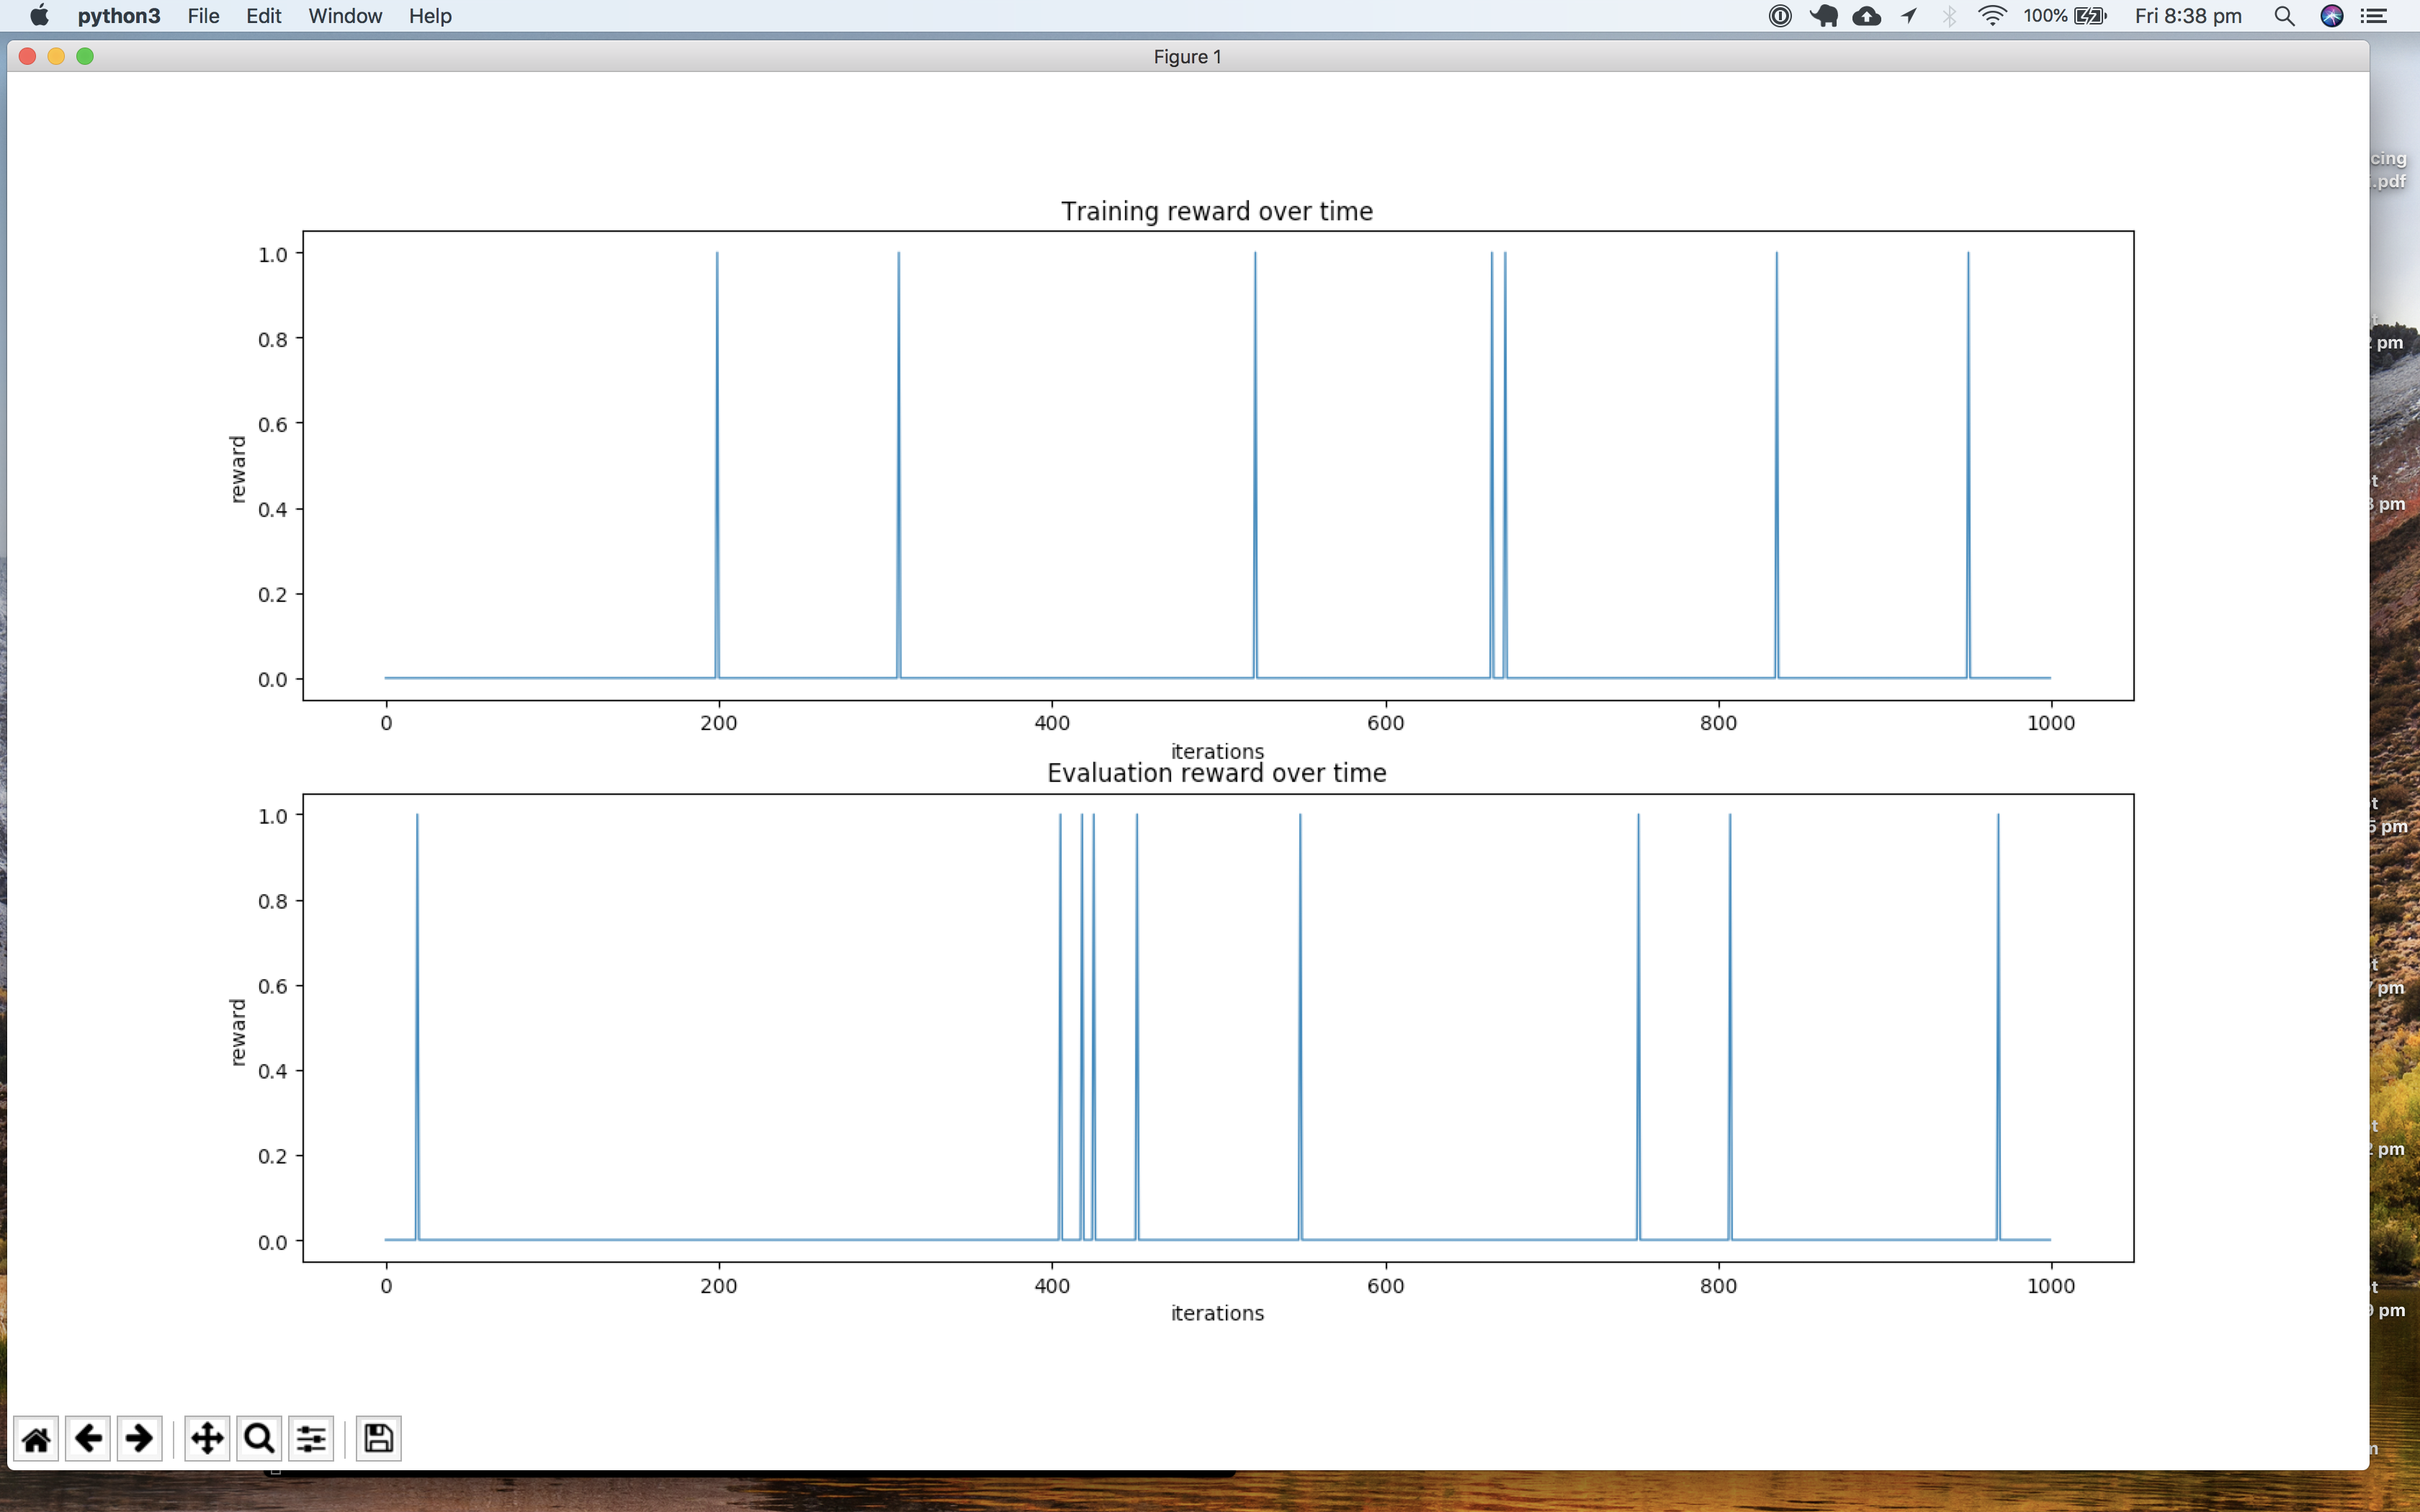 python3 File Edit Window Help 100% Fri 8:38 pm
Figure 1
cing
.pdf
Training reward over time
1.0
0.8
0.6
0.4
0.2
0.0
reward
0 200 400 600 800 1000
iterations
Evaluation reward over time
1.0
0.8
0.6
0.4
0.2
0.0
reward
0 200 400 600 800 1000
iterations
pm
pm
pm
pm
pm
pm